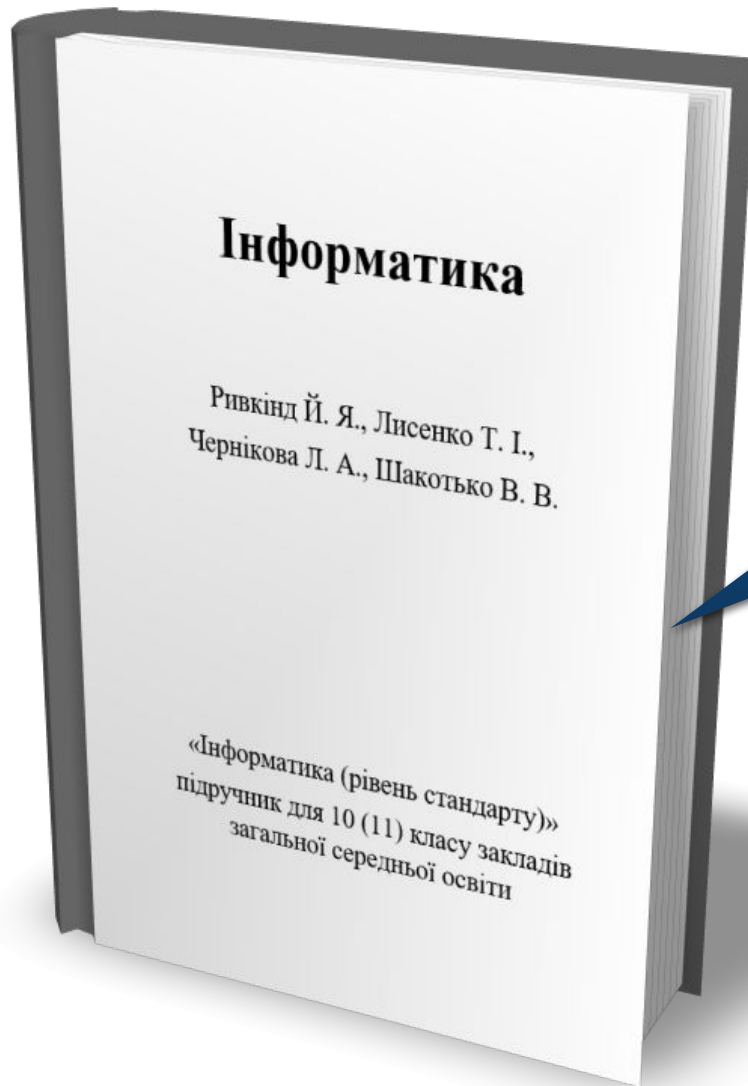 Інформатика
Ривкінд Й. Я., Лисенко Т. І.,
Чернікова Л. А., Шакотько В. В.
«Інформатика (рівень стандарту)»
підручник для 10 (11) класу закладів
загальної середньої освіти